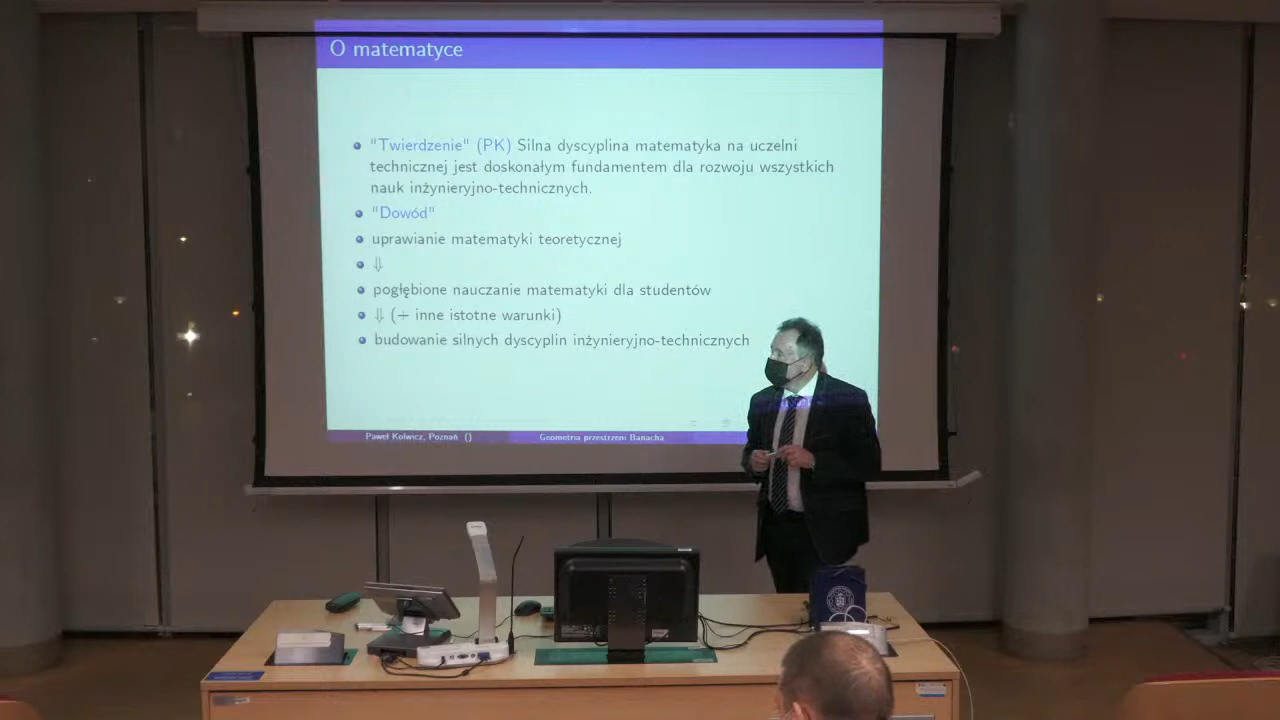 O matematyce
"Twierdzenie" (PK) Silna dyscyplina matematyka na uczelni
technicznej jest doskonałym fundamentem dla rozwoju wszystkich
nauk inżynieryjno-technicznych.
"Dowód"
uprawianie matematyki teoretycznej
⇓
pogłębione nauczanie matematyki dla studentów
⇓ (+ inne istotne warunki)
budowanie silnych dyscyplin inżynieryjno-technicznych
Paweł Kolwicz, Poznań () Geometria przestrzeni Banacha